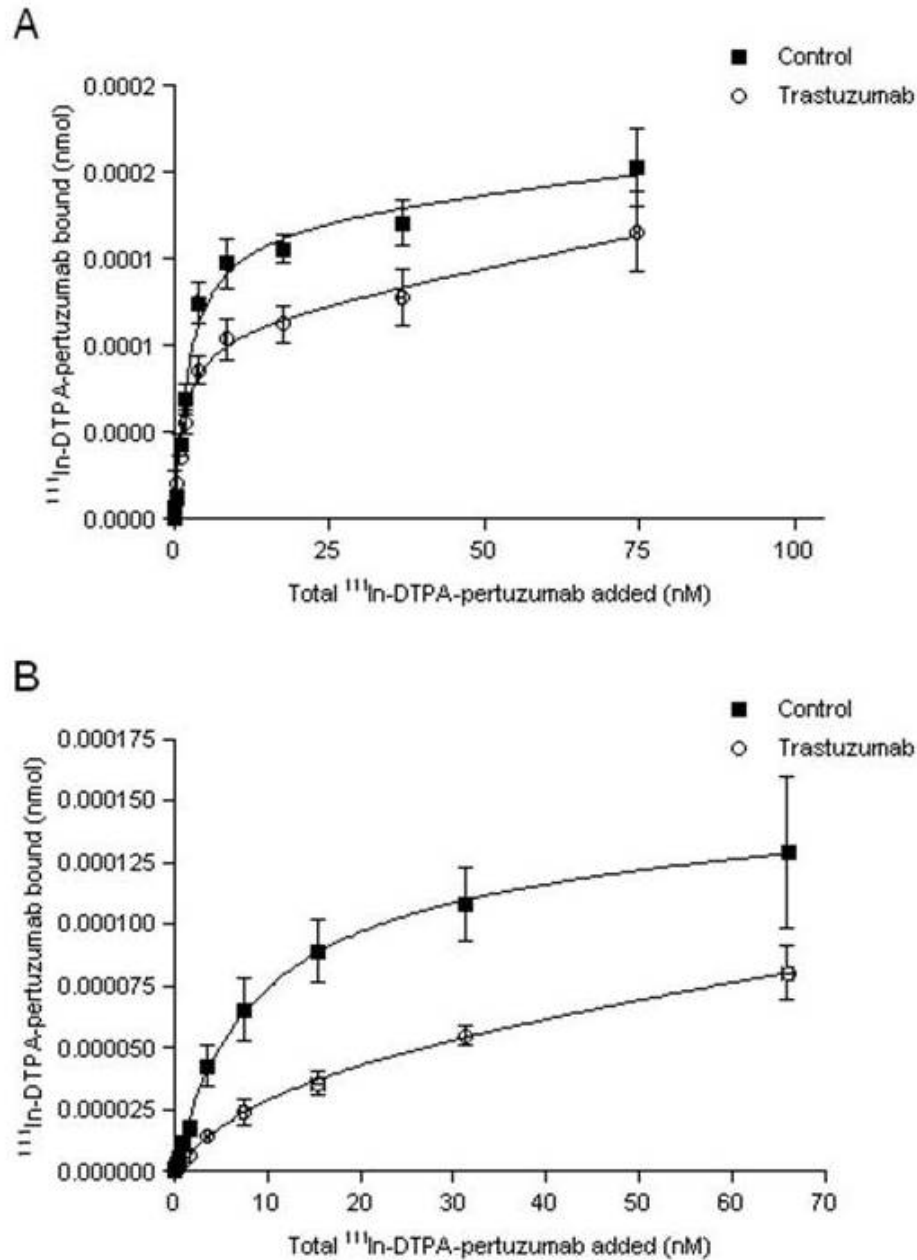 A
Control
Trastuzumab
¹¹¹In-DTPA-pertuzumab bound (nmol)
0.0002
0.0002
0.0001
0.0001
0.0000
0.0000
0 25 50 75 100
Total ¹¹¹In-DTPA-pertuzumab added (nM)
B
Control
Trastuzumab
¹¹¹In-DTPA-pertuzumab bound (nmol)
0.000175
0.000150
0.000125
0.000100
0.000075
0.000050
0.000025
0.000000
0 10 20 30 40 50 60 70
Total ¹¹¹In-DTPA-pertuzumab added (nM)